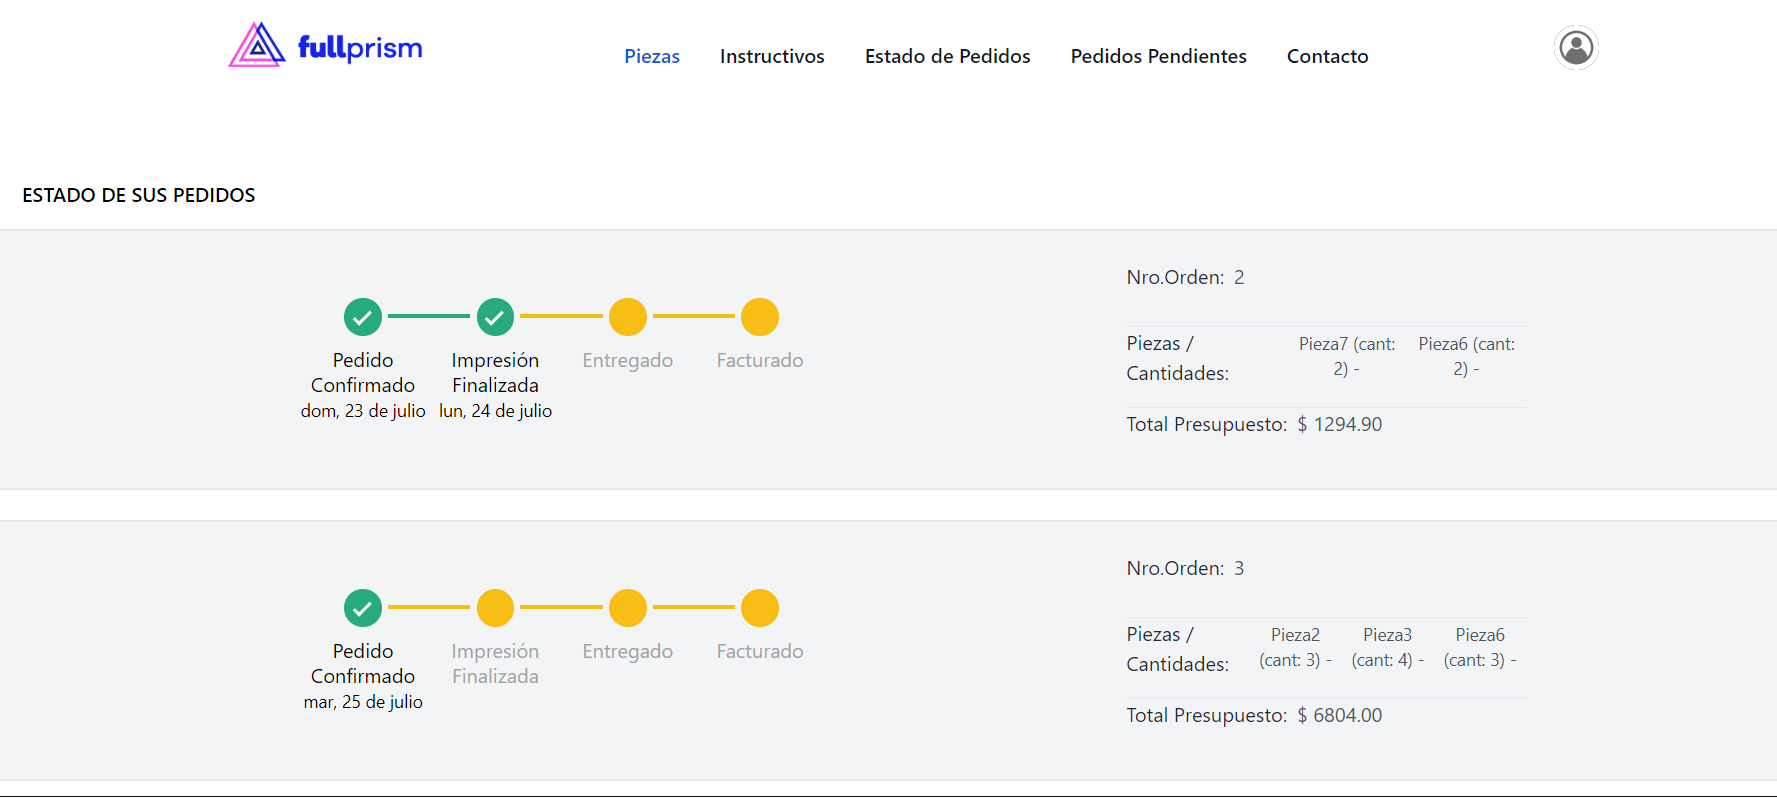 fullprism
Piezas Instructivos Estado de Pedidos Pedidos Pendientes Contacto
ESTADO DE SUS PEDIDOS
Pedido
Confirmado
dom, 23 de julio
Impresión
Finalizada
lun, 24 de julio
Entregado
Facturado
Nro.Orden: 2
Piezas /
Cantidades:
Pieza7 (cant:
2) -
Pieza6 (cant:
2) -
Total Presupuesto: $ 1294.90
Pedido
Confirmado
mar, 25 de julio
Impresión
Finalizada
Entregado
Facturado
Nro.Orden: 3
Piezas /
Cantidades:
Pieza2
(cant: 3) -
Pieza3
(cant: 4) -
Pieza6
(cant: 3) -
Total Presupuesto: $ 6804.00